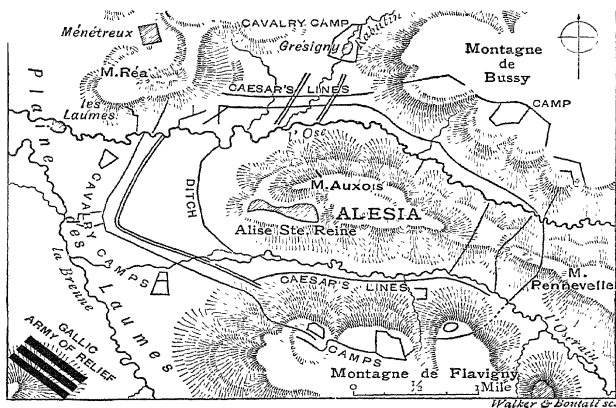 Ménétreux
CAVALRY CAMP
Gresigny
Rabutin
Montagne
de
Bussy
M. Réa
CAESAR'S LINES
CAMP
les
Laumes
l'Ose
Plaine
des
Laumes
DITCH
M. Auxois
ALESIA
Alise Ste. Reine
CAVALRY CAMPS
la Brenne
CAESAR'S LINES
M.
Pennevelle
l'Oserain
GALLIC
ARMY OF RELIEF
CAMPS
Montagne de Flavigny
0 ½ 1 Mile
Walker & Boutall sc.